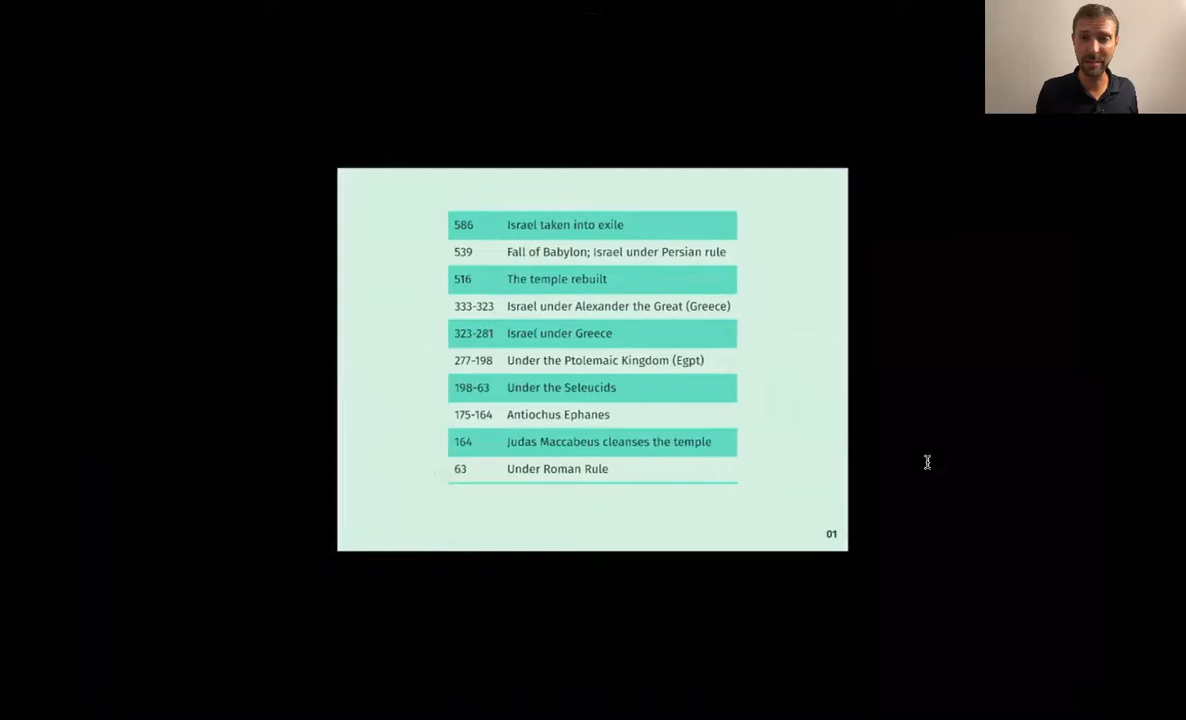 586 Israel taken into exile
539 Fall of Babylon; Israel under Persian rule
516 The temple rebuilt
333-323 Israel under Alexander the Great (Greece)
323-281 Israel under Greece
277-198 Under the Ptolemaic Kingdom (Egpt)
198-63 Under the Seleucids
175-164 Antiochus Ephanes
164 Judas Maccabeus cleanses the temple
63 Under Roman Rule
01